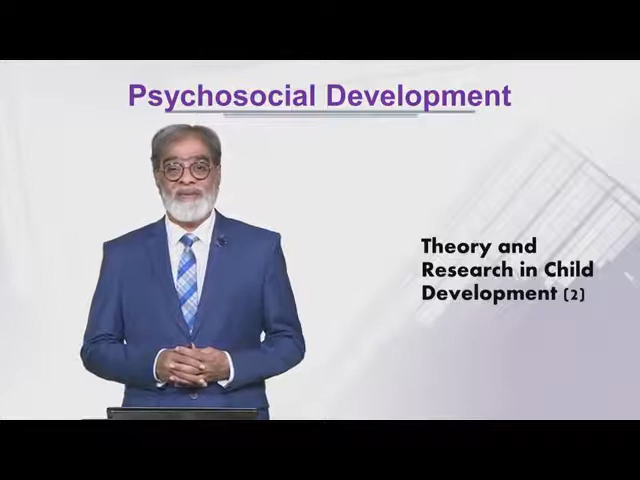 Psychosocial Development
Theory and
Research in Child
Development (2)